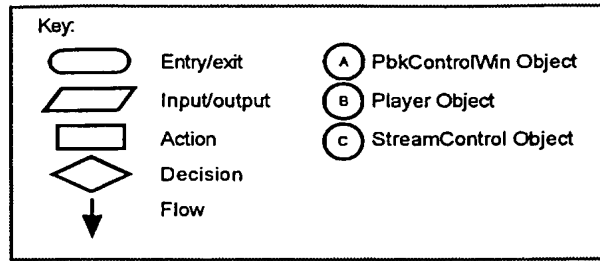 Key:
Entry/exit
Input/output
Action
Decision
Flow
A PbkControlWin Object
B Player Object
C StreamControl Object